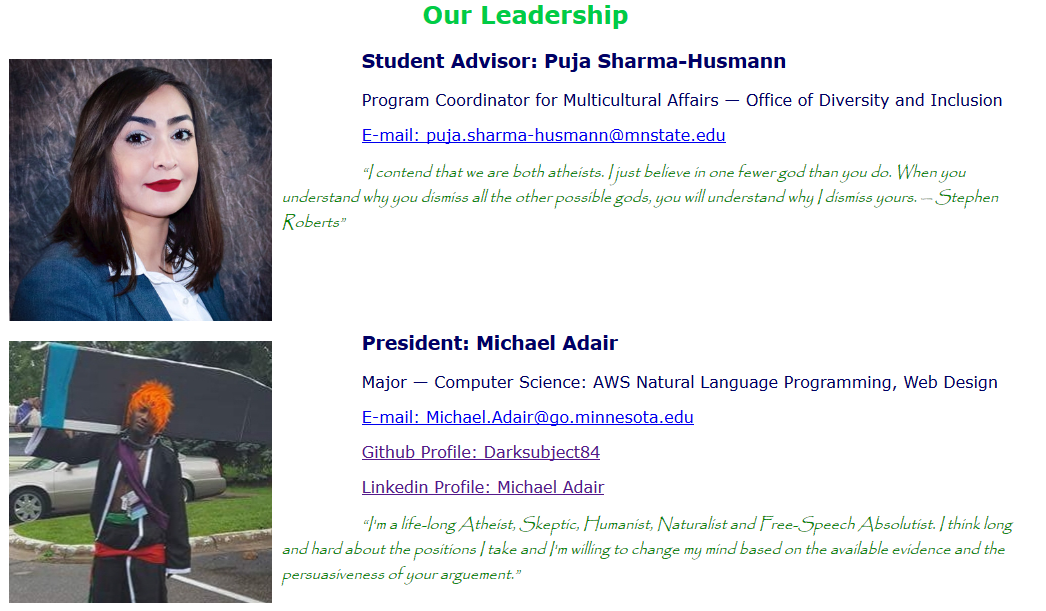 Our Leadership
Student Advisor: Puja Sharma-Husmann
Program Coordinator for Multicultural Affairs — Office of Diversity and Inclusion
E-mail: puja.sharma-husmann@mnstate.edu
“I contend that we are both atheists. I just believe in one fewer god than you do. When you
understand why you dismiss all the other possible gods, you will understand why I dismiss yours. — Stephen
Roberts”
President: Michael Adair
Major — Computer Science: AWS Natural Language Programming, Web Design
E-mail: Michael.Adair@go.minnesota.edu
Github Profile: Darksubject84
Linkedin Profile: Michael Adair
“I'm a life-long Atheist, Skeptic, Humanist, Naturalist and Free-Speech Absolutist. I think long
and hard about the positions I take and I'm willing to change my mind based on the available evidence and the
persuasiveness of your arguement.”